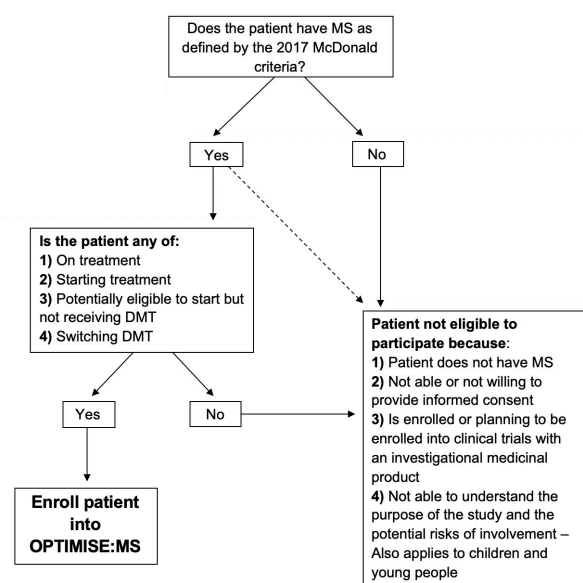 Does the patient have MS as
defined by the 2017 McDonald
criteria?
Yes
No
Is the patient any of:
1) On treatment
2) Starting treatment
3) Potentially eligible to start but
not receiving DMT
4) Switching DMT
Patient not eligible to
participate because:
1) Patient does not have MS
2) Not able or not willing to
provide informed consent
3) Is enrolled or planning to be
enrolled into clinical trials with
an investigational medicinal
product
4) Not able to understand the
purpose of the study and the
potential risks of involvement –
Also applies to children and
young people
Yes
No
Enroll patient
into
OPTIMISE:MS